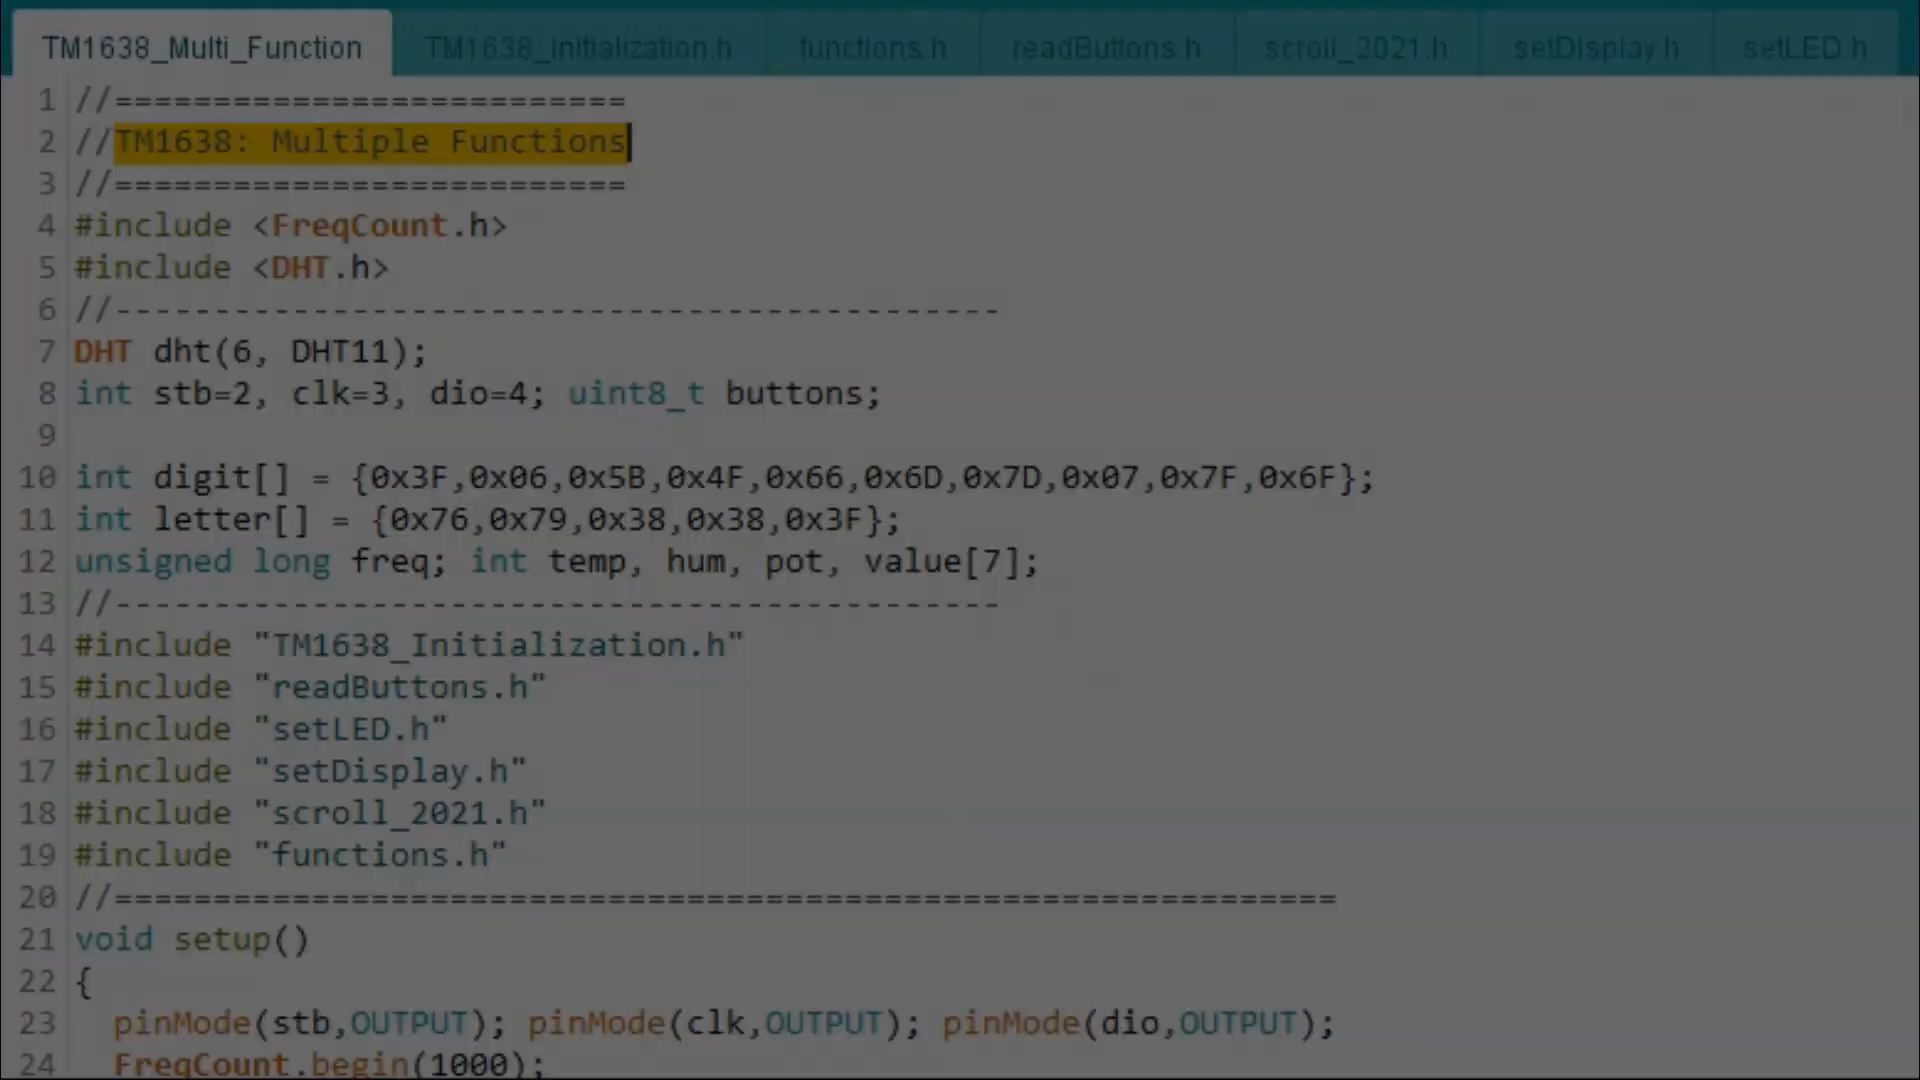 TM1638_Multi_Function TM1638_Initialization.h functions.h readButtons.h scroll_2021.h setDisplay.h setLED.h
1 //==========================
2 //TM1638: Multiple Functions
3 //==========================
4 #include <FreqCount.h>
5 #include <DHT.h>
6 //---------------------------------------------
7 DHT dht(6, DHT11);
8 int stb=2, clk=3, dio=4; uint8_t buttons;
9
10 int digit[] = {0x3F,0x06,0x5B,0x4F,0x66,0x6D,0x7D,0x07,0x7F,0x6F};
11 int letter[] = {0x76,0x79,0x38,0x38,0x3F};
12 unsigned long freq; int temp, hum, pot, value[7];
13 //---------------------------------------------
14 #include "TM1638_Initialization.h"
15 #include "readButtons.h"
16 #include "setLED.h"
17 #include "setDisplay.h"
18 #include "scroll_2021.h"
19 #include "functions.h"
20 //==============================================================
21 void setup()
22 {
23 pinMode(stb,OUTPUT); pinMode(clk,OUTPUT); pinMode(dio,OUTPUT);
24 FreqCount.begin(1000);